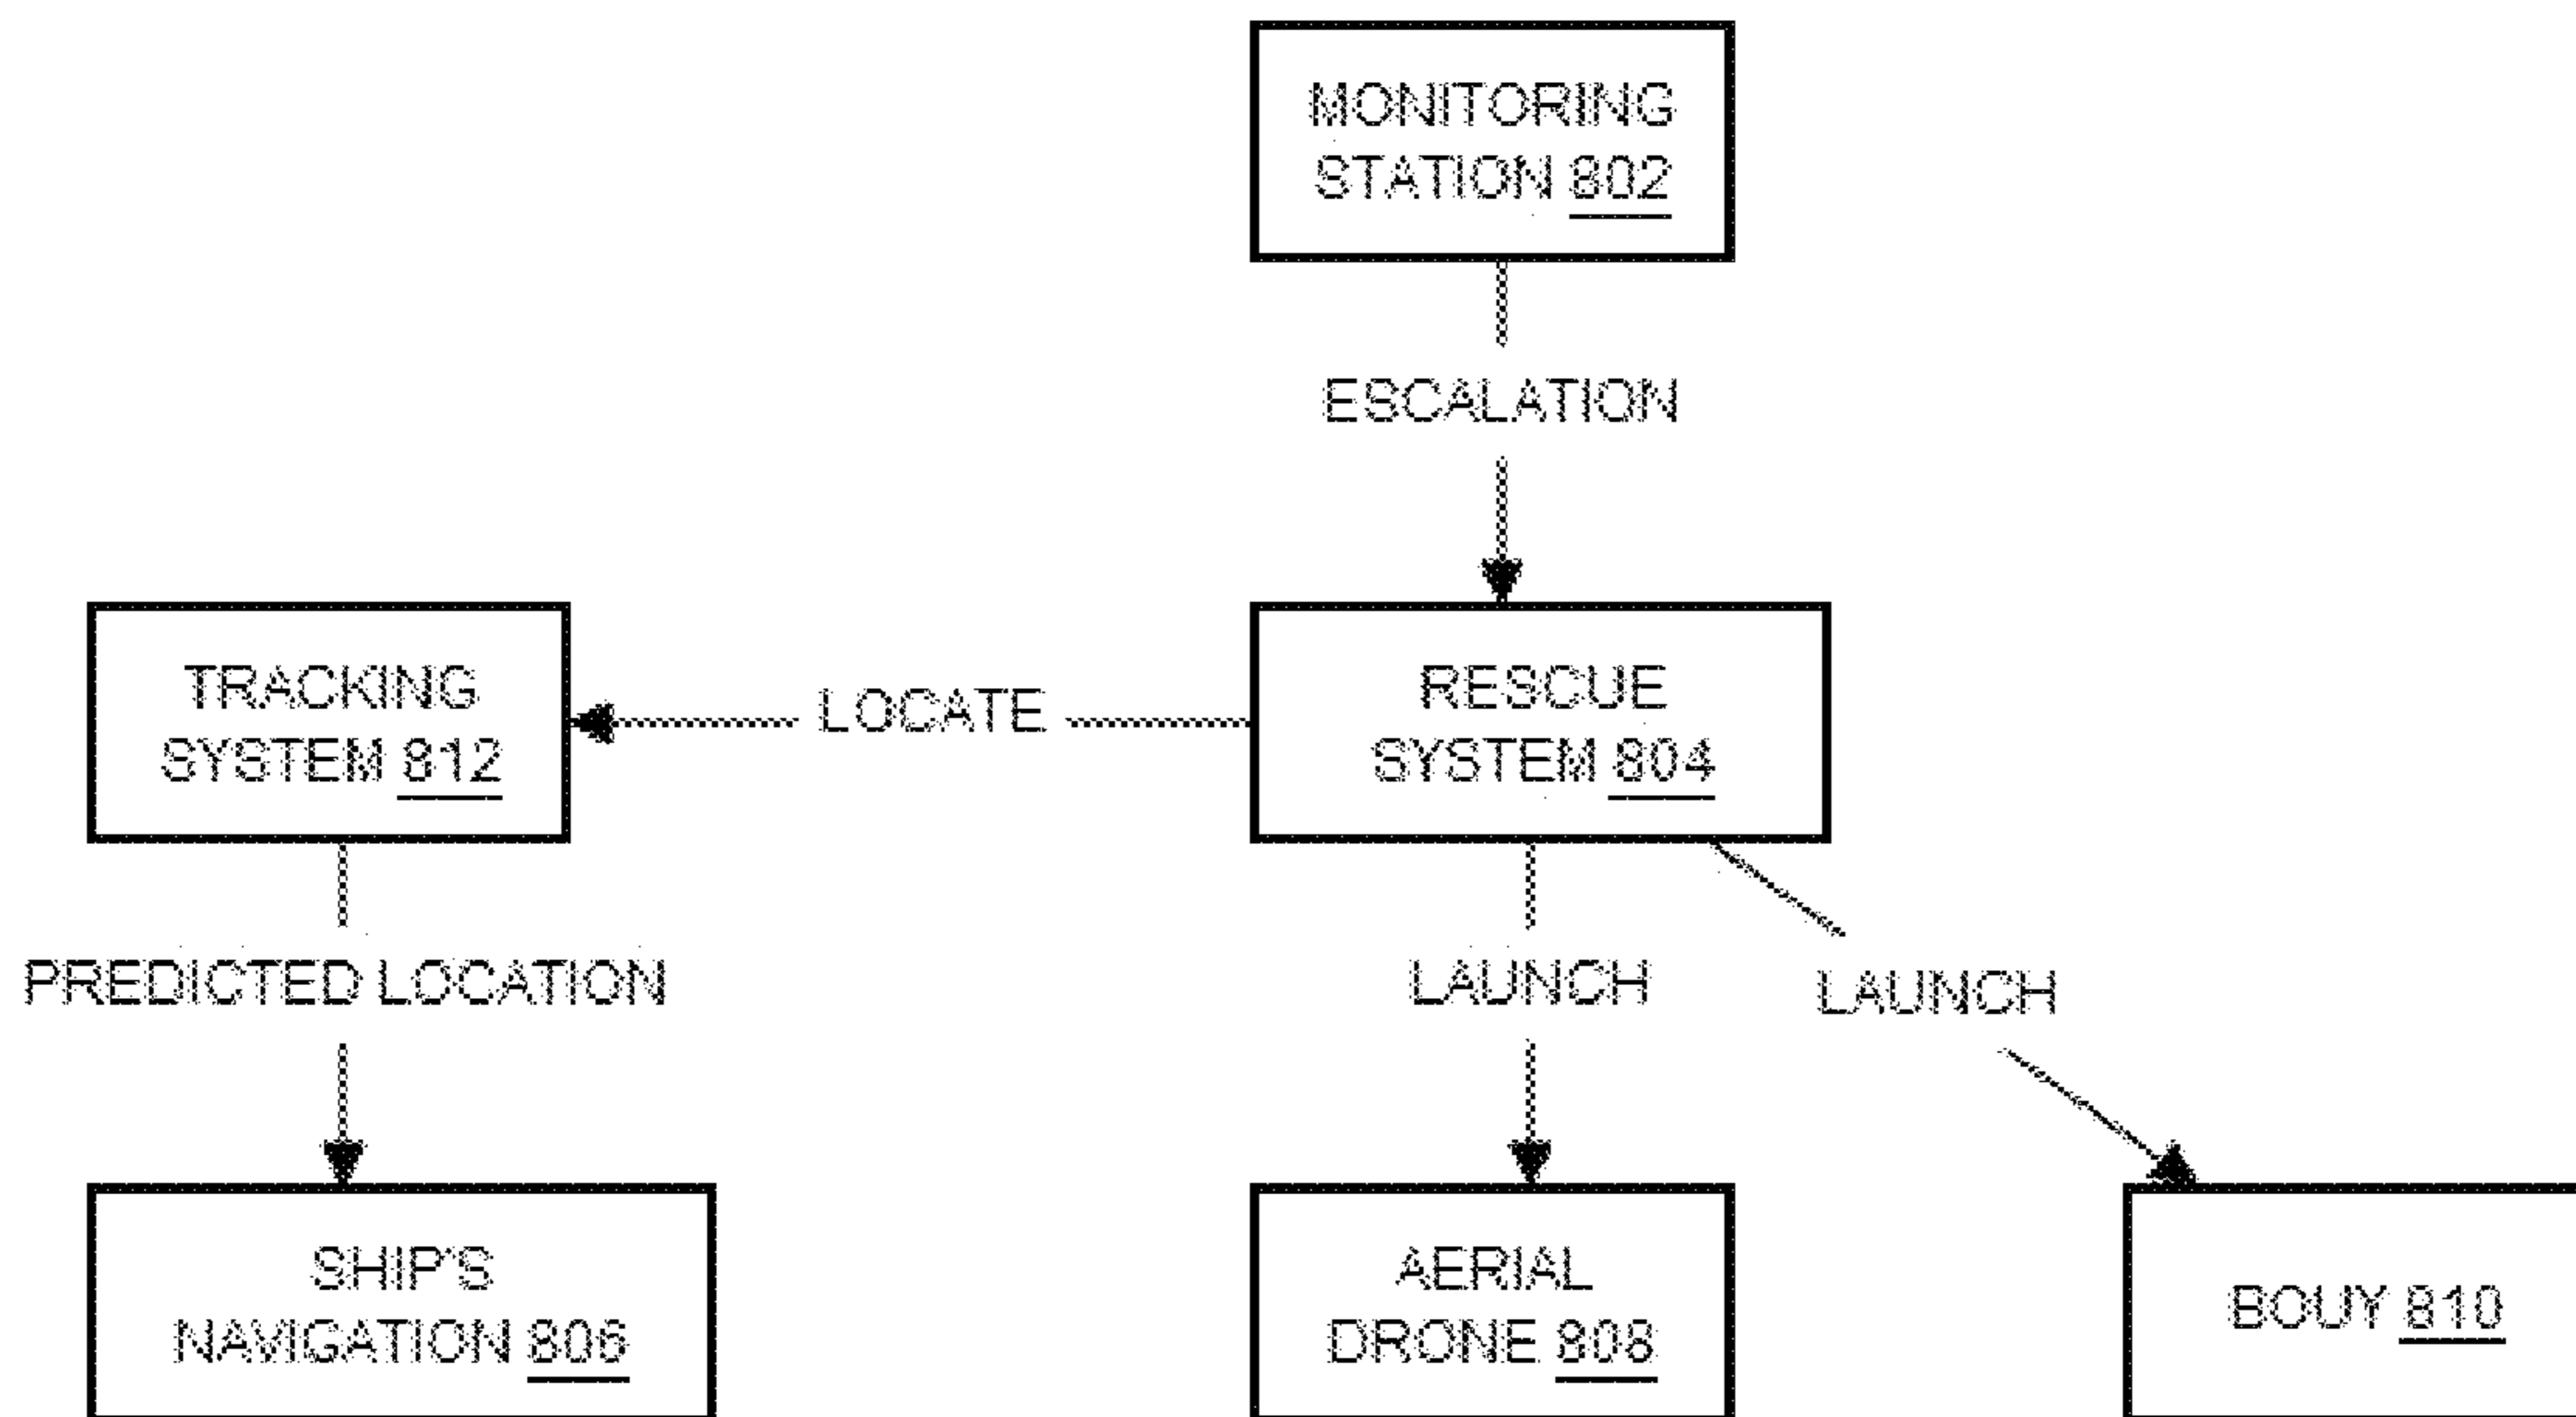 MONITORING
STATION 802
ESCALATION
TRACKING
SYSTEM 812
LOCATE
RESCUE
SYSTEM 804
PREDICTED LOCATION
LAUNCH
LAUNCH
SHIP'S
NAVIGATION 806
AERIAL
DRONE 808
BOUY 810